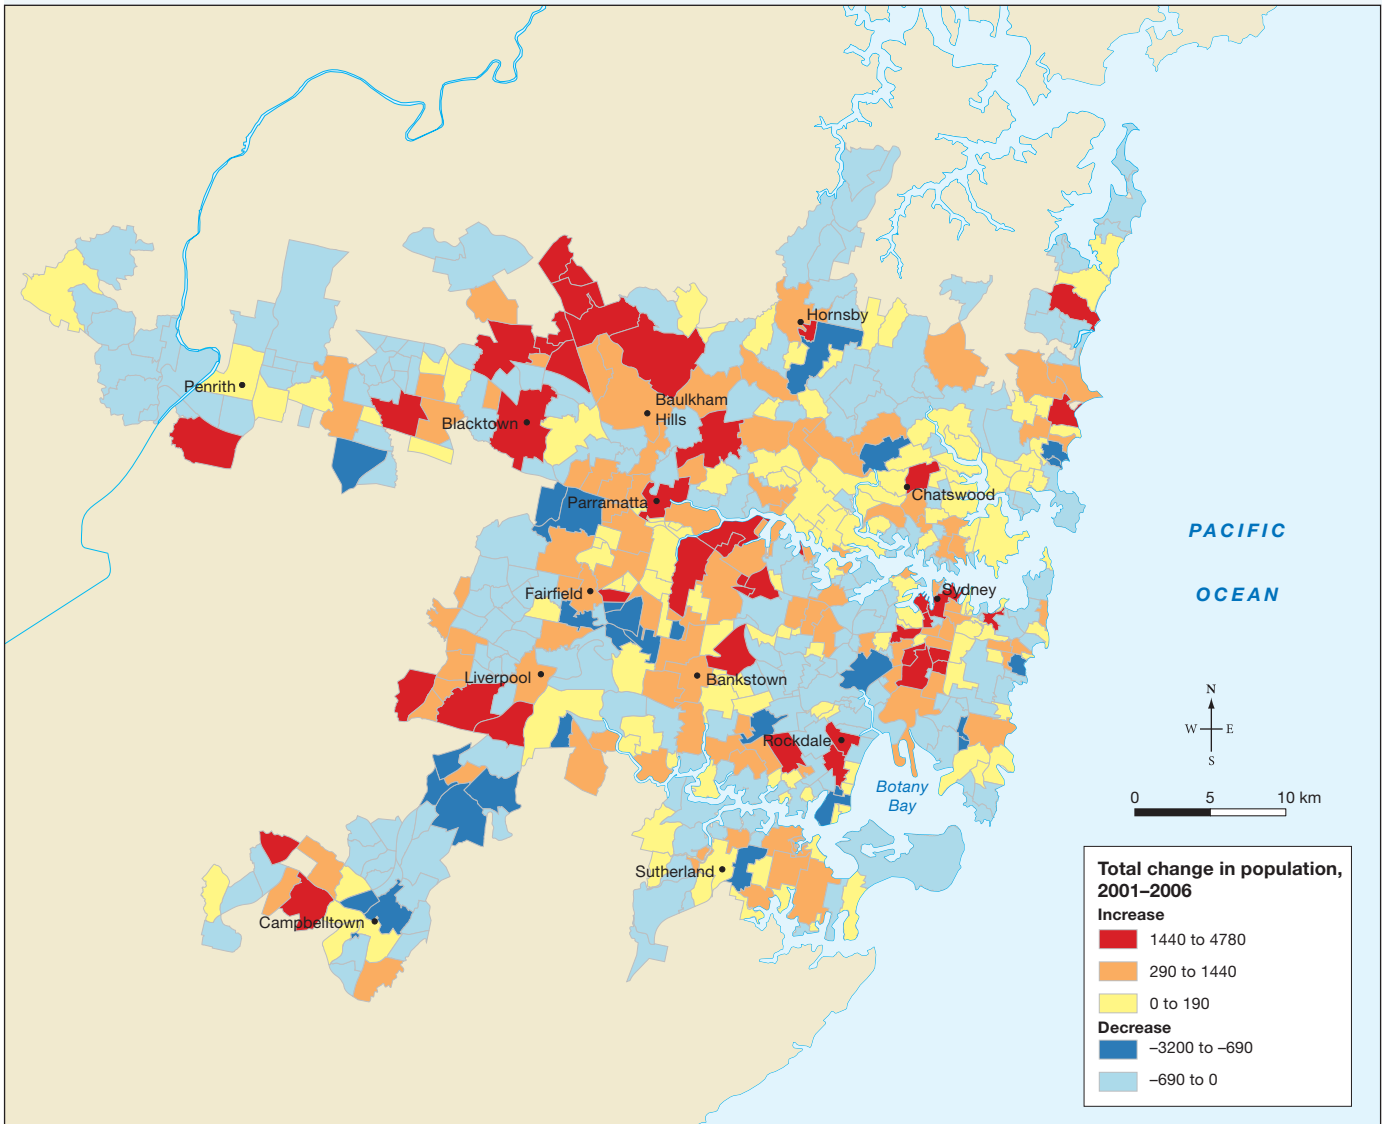 Hornsby
Penrith
Baulkham
Hills
Blacktown
Chatswood
Parramatta
PACIFIC
OCEAN
Fairfield
Sydney
Liverpool
Bankstown
Rockdale
N
W
E
S
Botany
Bay
0 5 10 km
Sutherland
Campbelltown
Total change in population,
2001–2006
Increase
1440 to 4780
290 to 1440
0 to 190
Decrease
–3200 to –690
–690 to 0